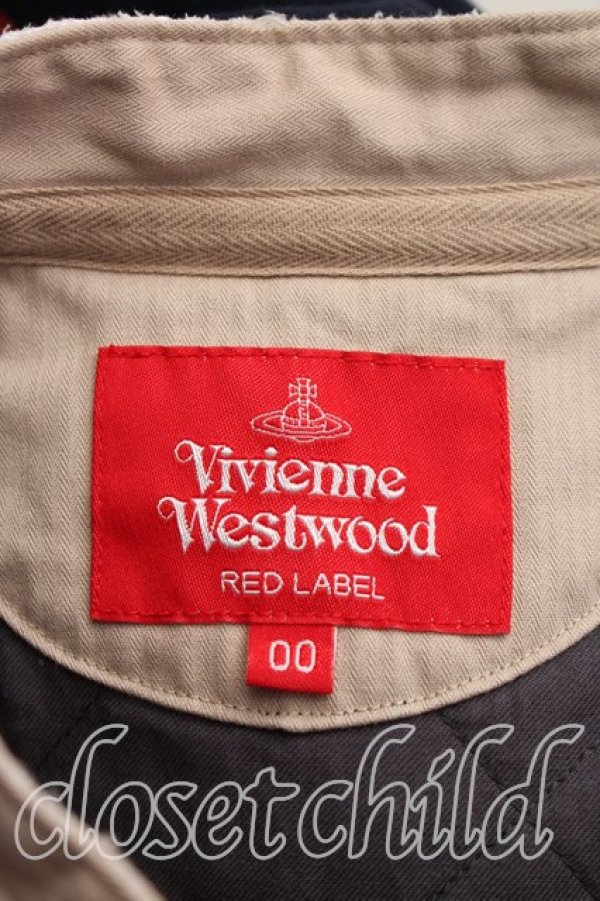 Vivienne
Westwood
RED LABEL
00
closet child